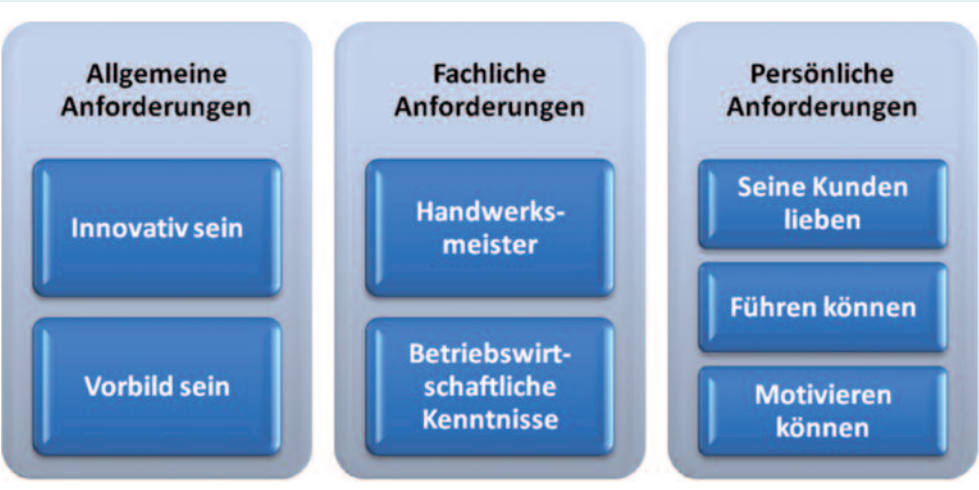 Allgemeine
Anforderungen
Innovativ sein
Vorbild sein
Fachliche
Anforderungen
Handwerks-
meister
Betriebswirt-
schaftliche
Kenntnisse
Persönliche
Anforderungen
Seine Kunden
lieben
Führen können
Motivieren
können